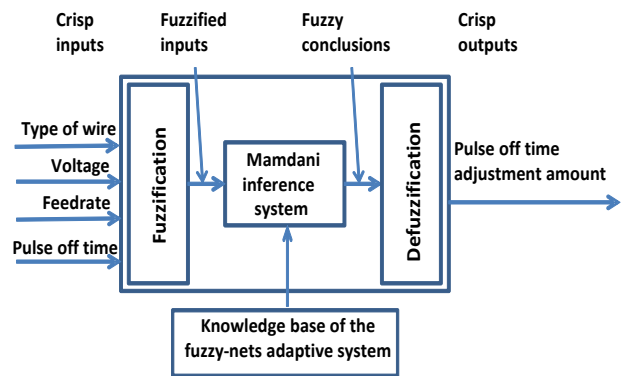 Crisp inputs
Fuzzified inputs
Fuzzy conclusions
Crisp outputs
Type of wire
Voltage
Feedrate
Pulse off time
Fuzzification
Mamdani
inference
system
Defuzzification
Pulse off time
adjustment amount
Knowledge base of the
fuzzy-nets adaptive system